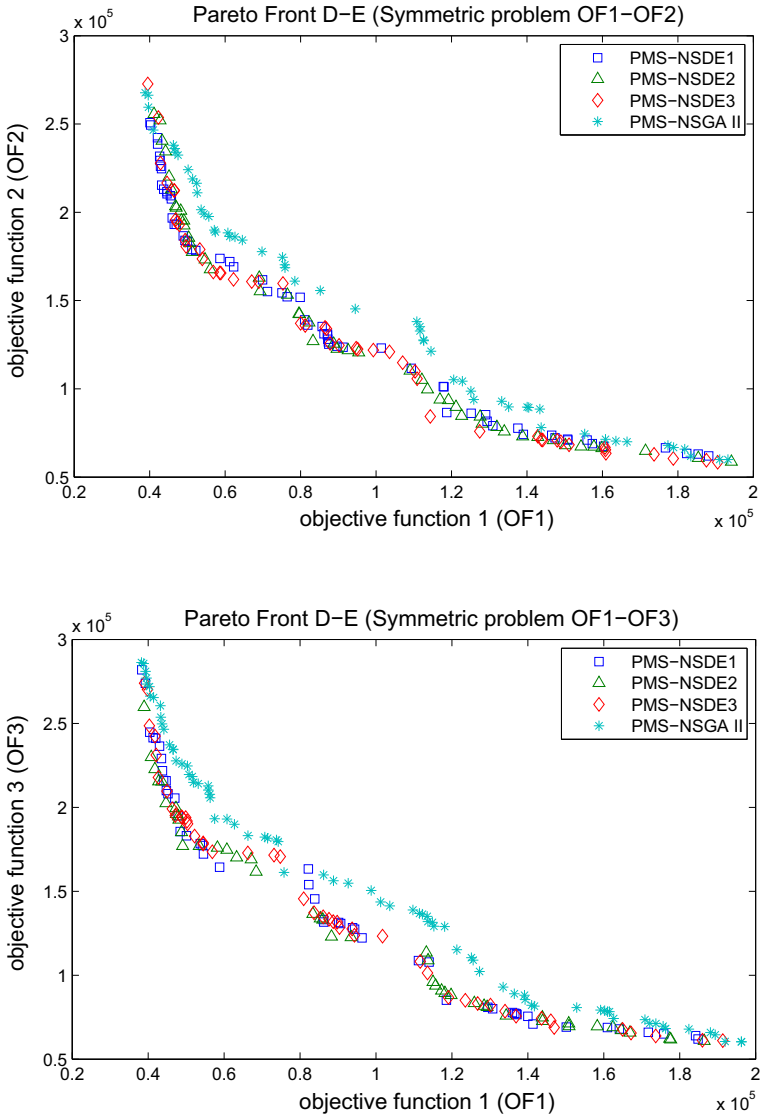 Pareto Front D−E (Symmetric problem OF1−OF2)
x 10^5
3
2.5
2
1.5
1
0.5
objective function 2 (OF2)
PMS−NSDE1
PMS−NSDE2
PMS−NSDE3
PMS−NSGA II
0.2 0.4 0.6 0.8 1 1.2 1.4 1.6 1.8 2
objective function 1 (OF1)
x 10^5
Pareto Front D−E (Symmetric problem OF1−OF3)
x 10^5
3
2.5
2
1.5
1
0.5
objective function 3 (OF3)
PMS−NSDE1
PMS−NSDE2
PMS−NSDE3
PMS−NSGA II
0.2 0.4 0.6 0.8 1 1.2 1.4 1.6 1.8 2
objective function 1 (OF1)
x 10^5